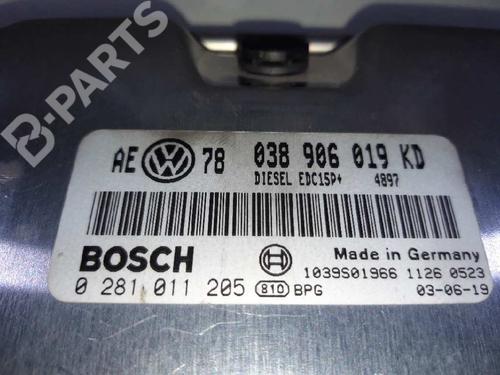 B-PARTS
AE 78 038 906 019 KD
DIESEL EDC15P+ 4897
BOSCH
Made in Germany
1039S01966 1126 0523
0 281 011 205 810 BPG 03-06-19